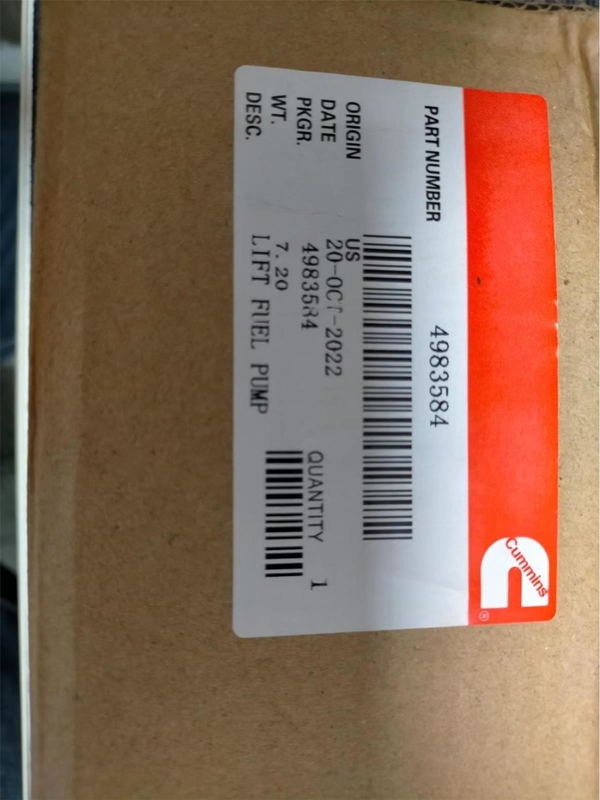 Cummins
®
PART NUMBER 4983584
ORIGIN US
DATE 20-OCT-2022
PKGR. 4983584
QUANTITY 1
WT. 7.20
DESC. LIFT FUEL PUMP